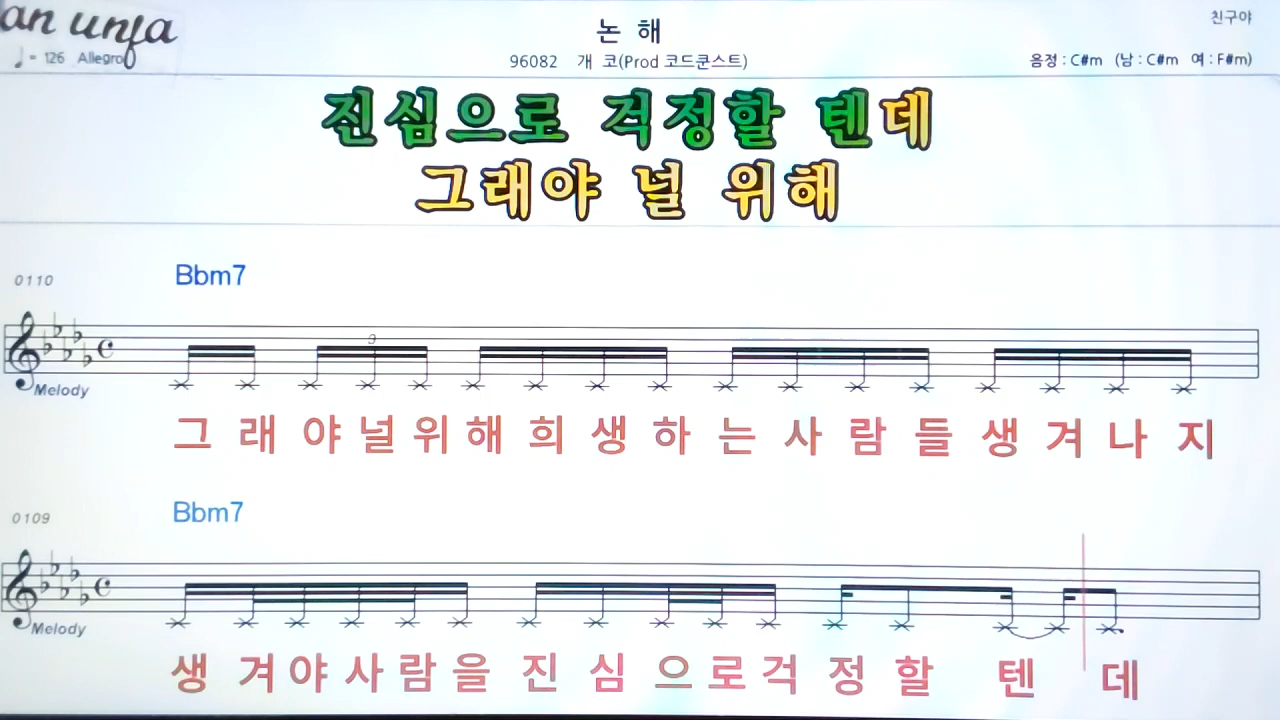 an unfa
♩= 126 Allegro
논 해
친구야
96082 개 코(Prod 코드쿤스트)
음정 : C#m (남 : C#m 여 : F#m)
진심으로 걱정할 텐데
그래야 널 위해
0110
Bbm7
3
Melody
그 래 야 널 위 해 희 생 하 는 사 람 들 생 겨 나 지
0109
Bbm7
Melody
생 겨 야 사 람 을 진 심 으 로 걱 정 할 텐 데